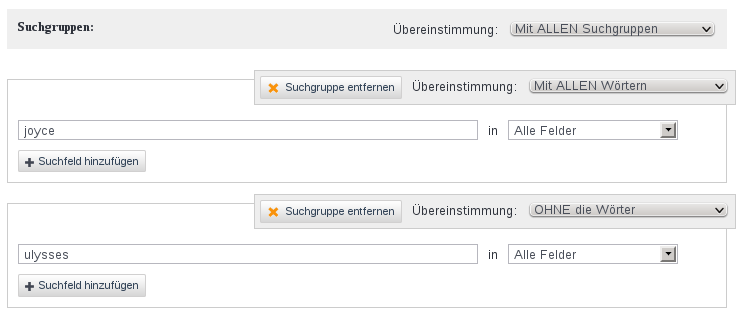 Suchgruppen: Übereinstimmung: Mit ALLEN Suchgruppen
Suchgruppe entfernen Übereinstimmung: Mit ALLEN Wörtern
joyce in Alle Felder
Suchfeld hinzufügen
Suchgruppe entfernen Übereinstimmung: OHNE die Wörter
ulysses in Alle Felder
Suchfeld hinzufügen